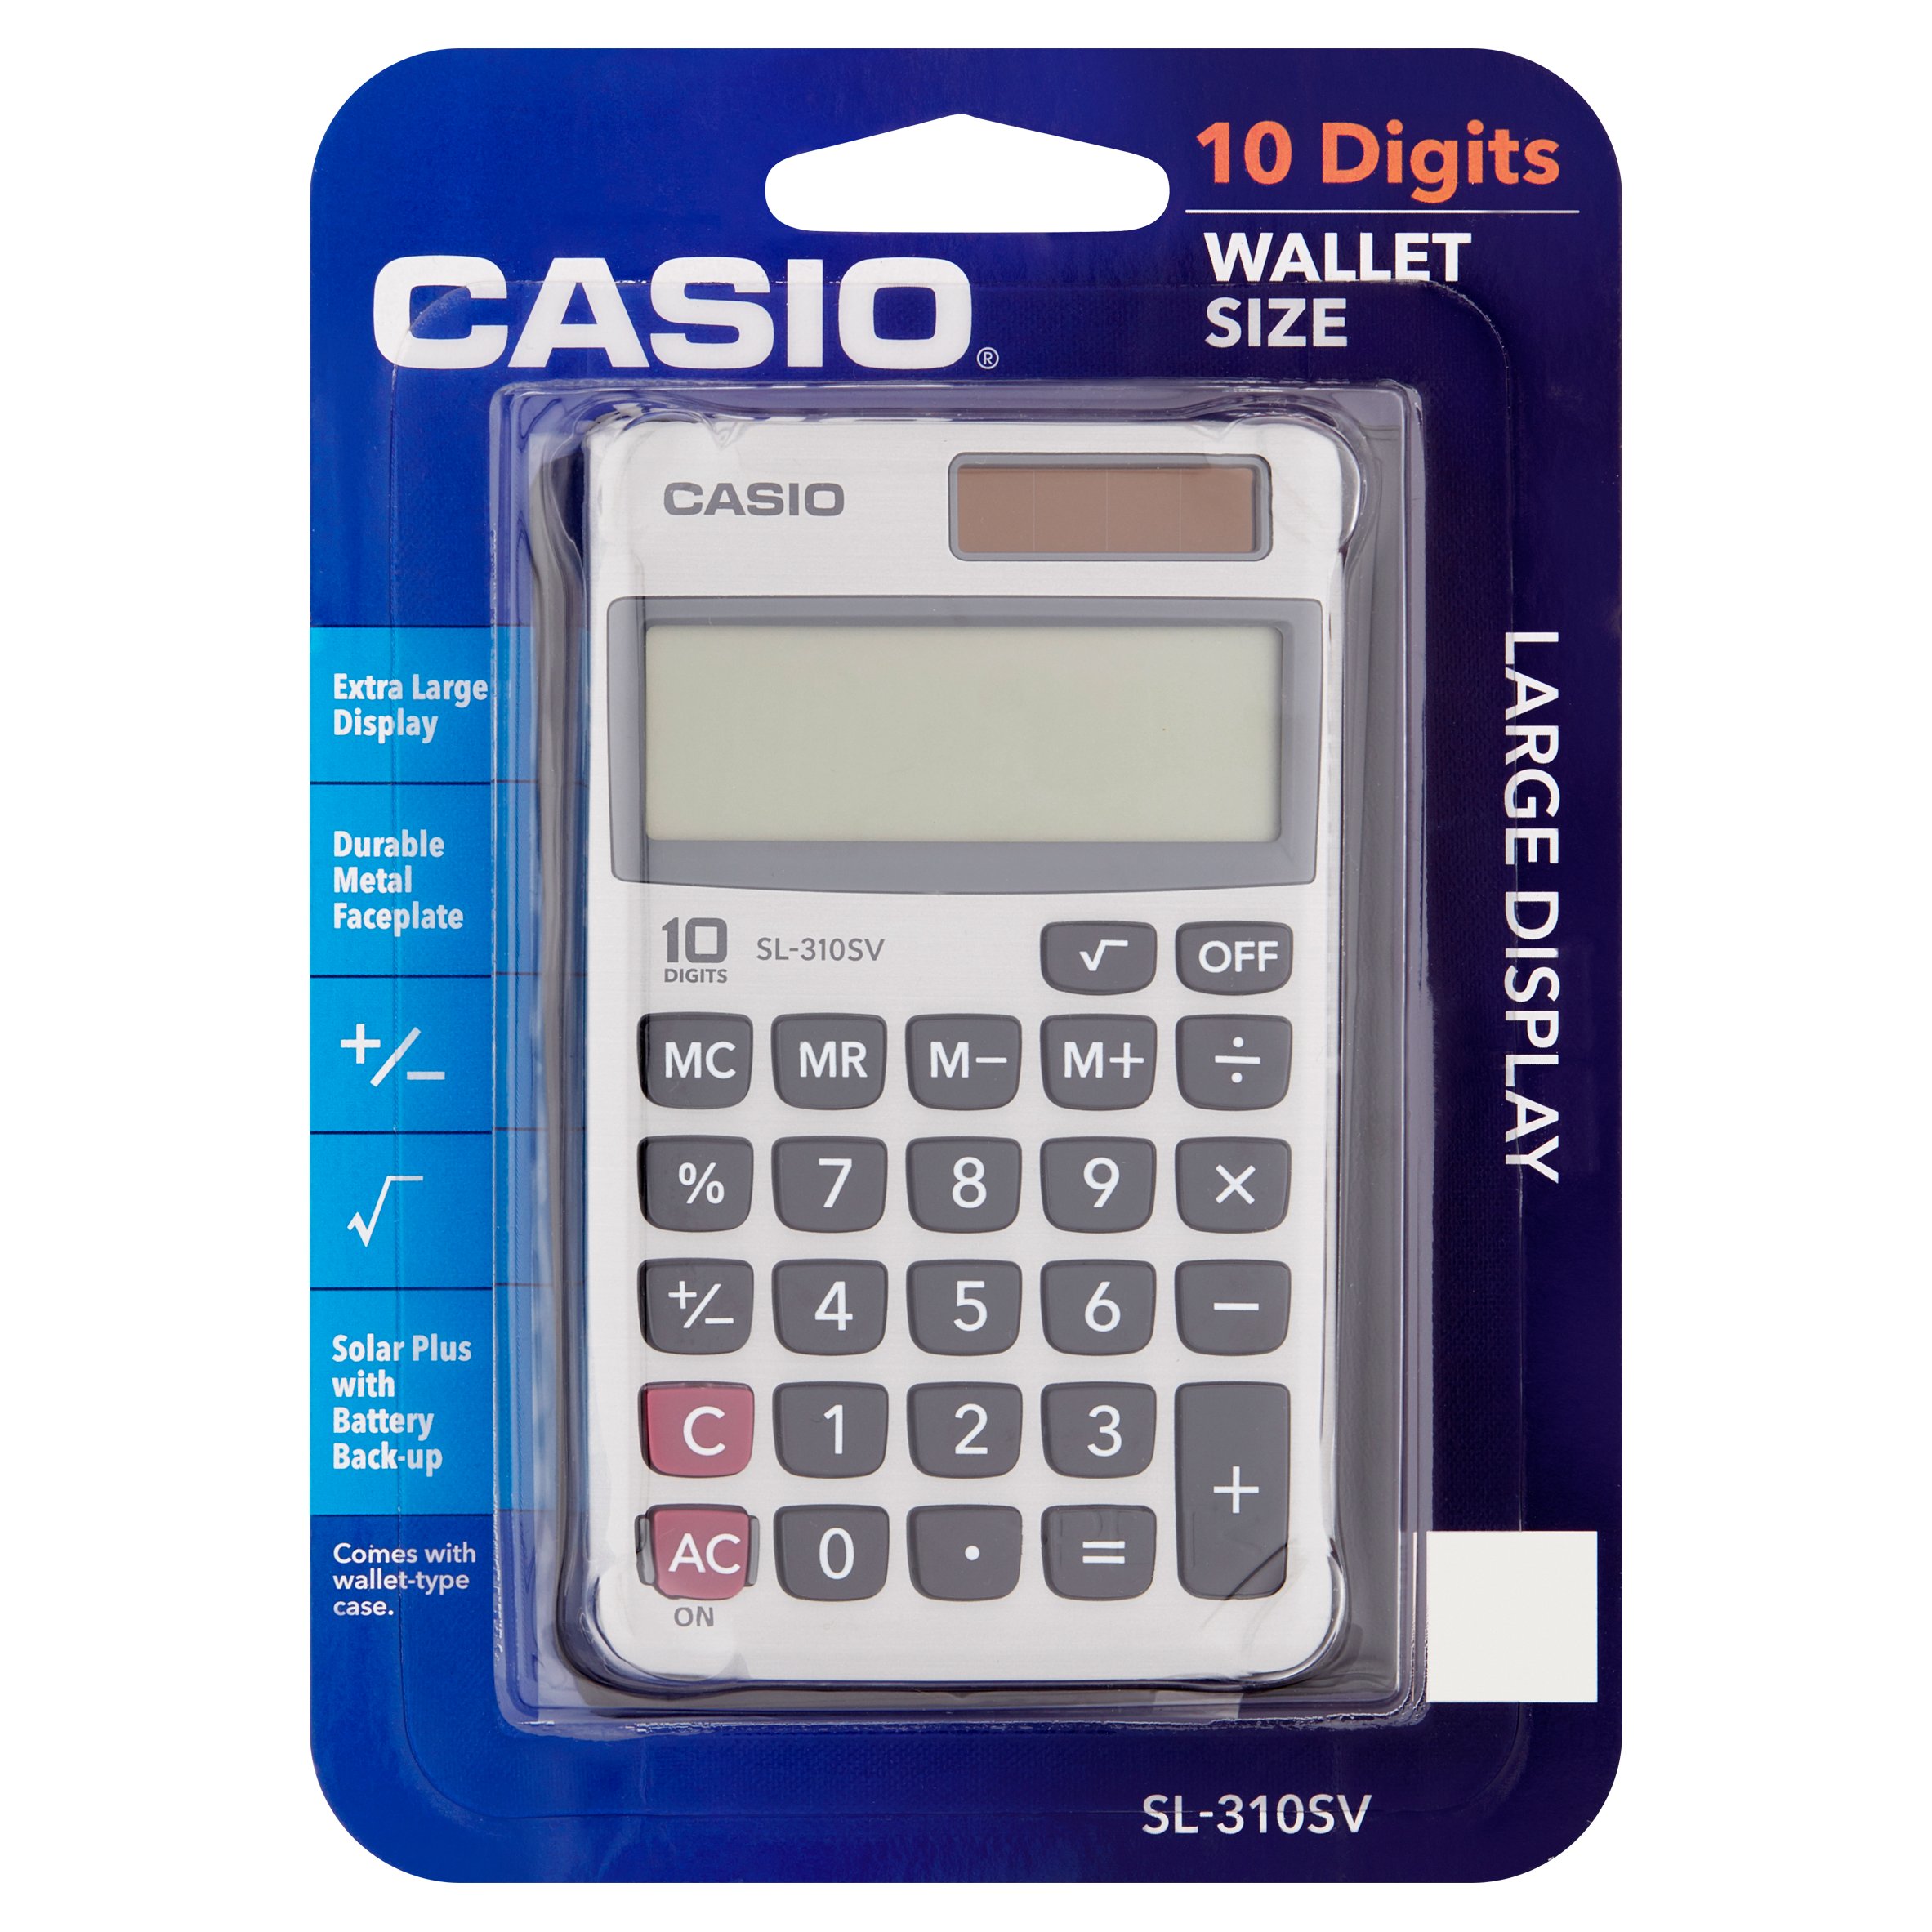 10 Digits
WALLET
SIZE
CASIO®
LARGE DISPLAY
Extra Large
Display
Durable
Metal
Faceplate
+/−
√
Solar Plus
with
Battery
Back-up
Comes with
wallet-type
case.
CASIO
10
DIGITS
SL-310SV
√ OFF
MC MR M− M+ ÷
% 7 8 9 ×
+/− 4 5 6 −
C 1 2 3 +
AC 0 . =
ON
SL-310SV